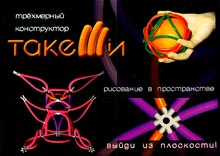 трёхмерный
конструктор
такеши
рисование в пространстве
выйди из плоскости!